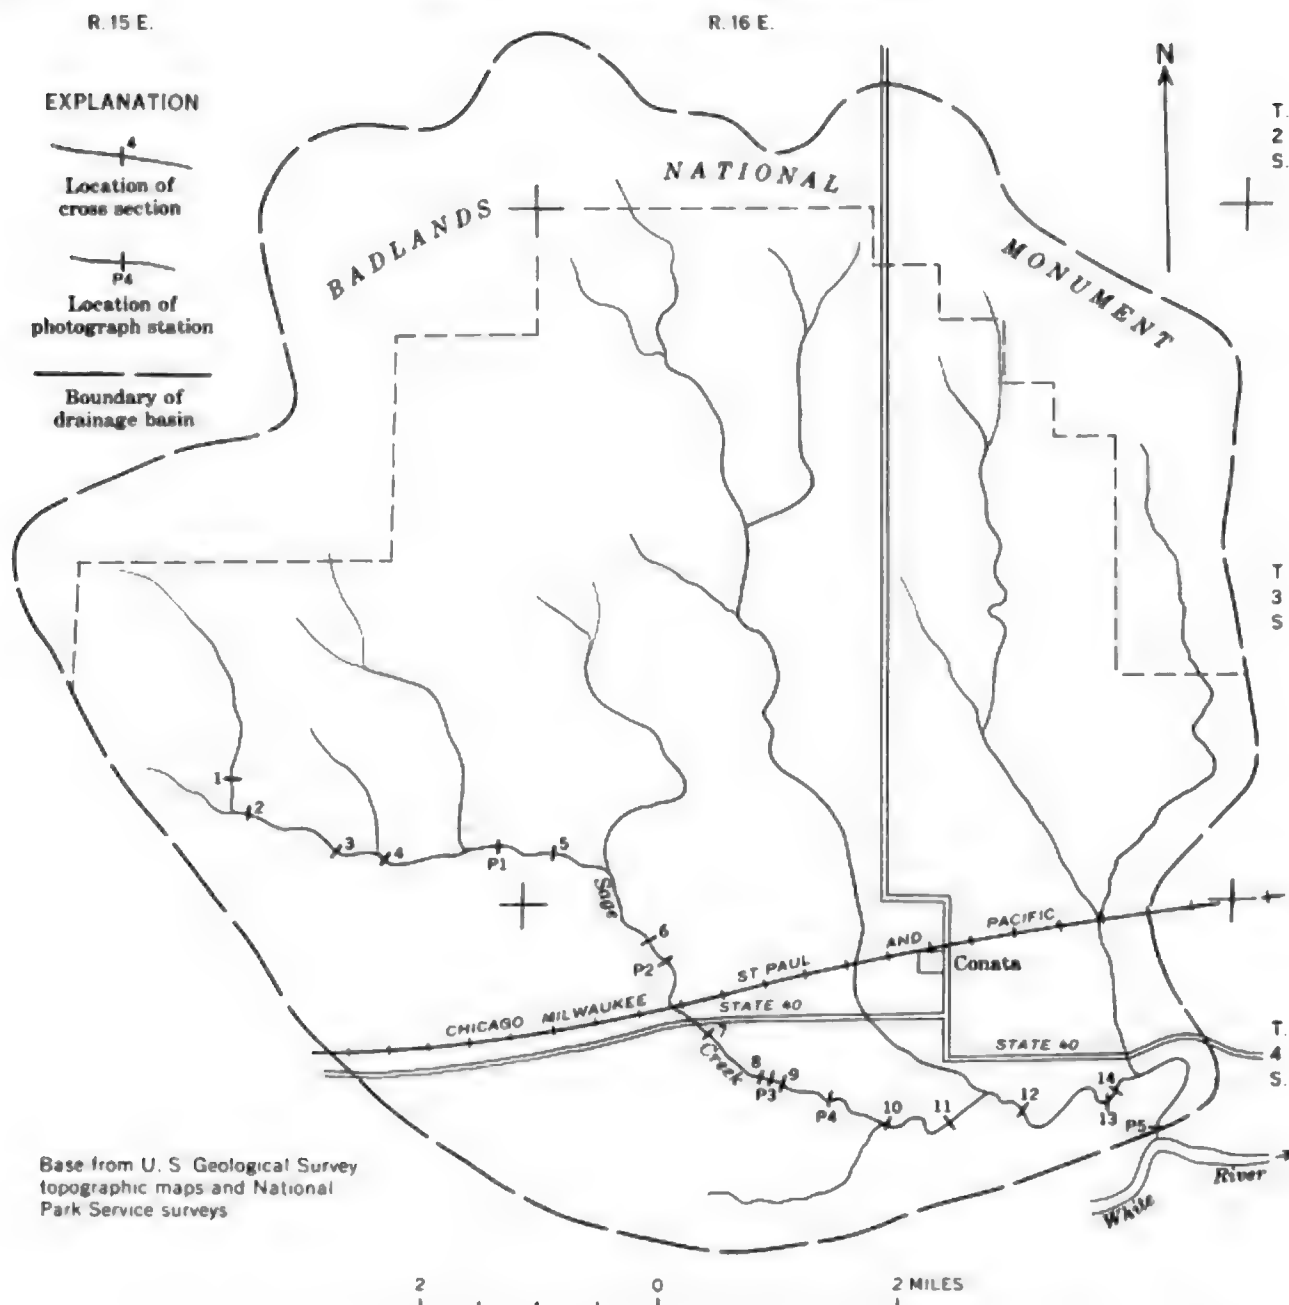 R. 15 E.
R. 16 E.
N
EXPLANATION
4
Location of
cross section
P4
Location of
photograph station
Boundary of
drainage basin
T.
2
S.
BADLANDS
NATIONAL
MONUMENT
T
3
S
1
2
3
4
P1
5
Sage
6
P2
CHICAGO MILWAUKEE ST PAUL AND PACIFIC
Conata
STATE 40
STATE 40
7
Creek
8
P3
9
P4
10
11
12
13
14
P5
T.
4
S.
White River
Base from U. S Geological Survey
topographic maps and National
Park Service surveys
2 0 2 MILES